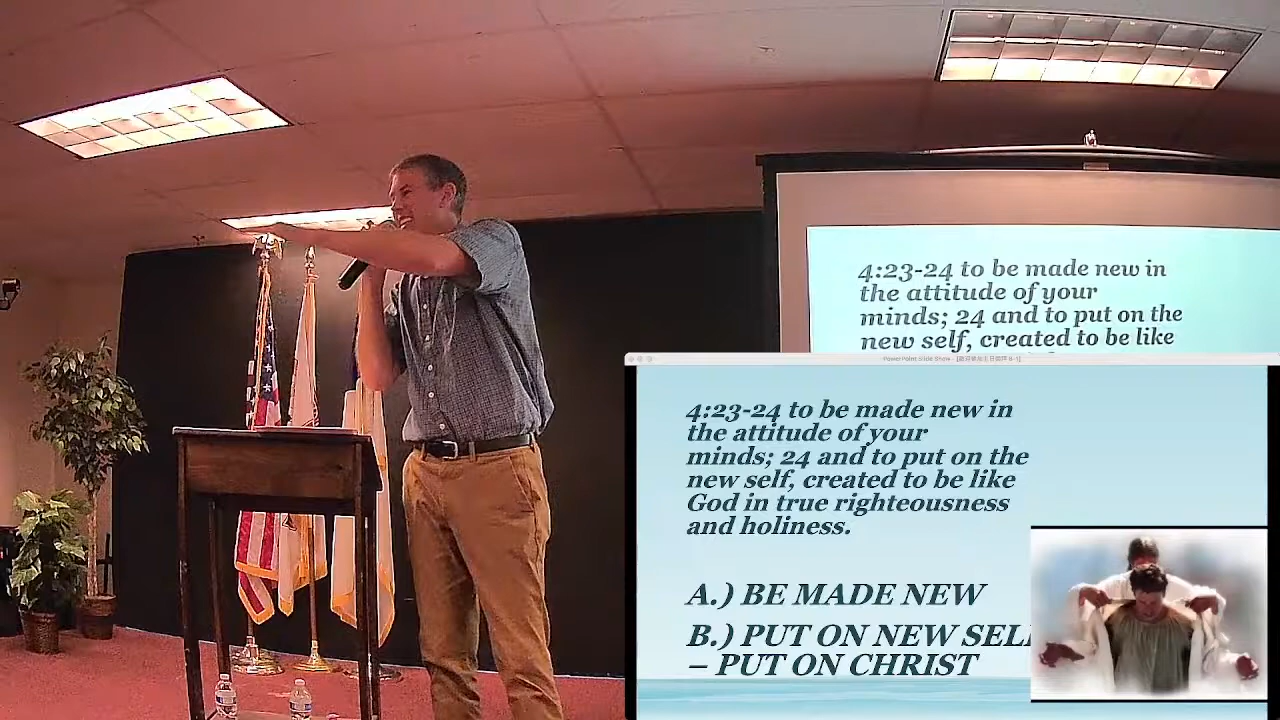 4:23-24 to be made new in
the attitude of your
minds; 24 and to put on the
new self, created to be like
4:23-24 to be made new in
the attitude of your
minds; 24 and to put on the
new self, created to be like
God in true righteousness
and holiness.
A.) BE MADE NEW
B.) PUT ON NEW SEL
– PUT ON CHRIST